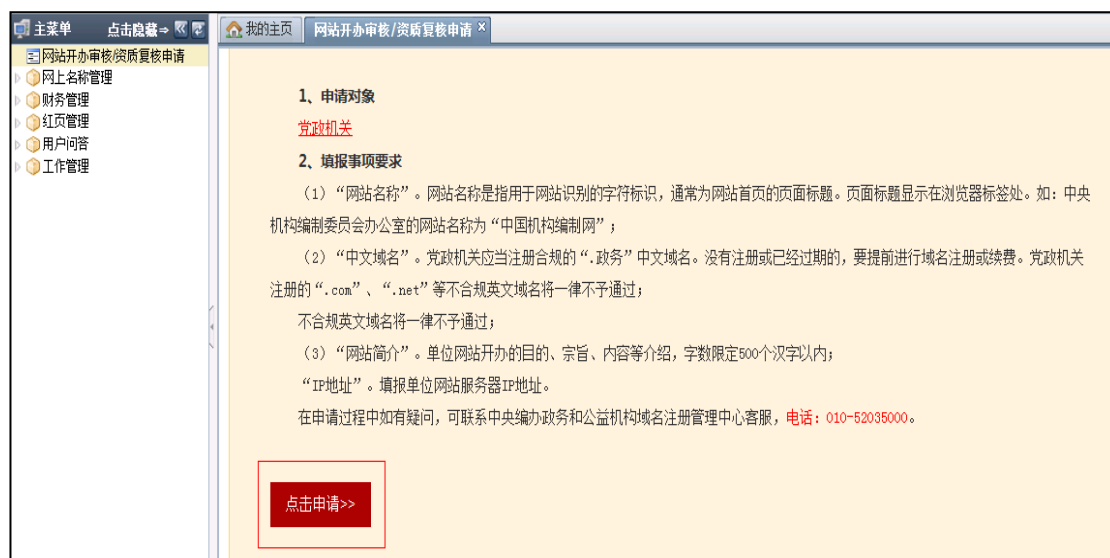 主菜单 点击隐藏⇒
网站开办审核/资质复核申请
网上名称管理
财务管理
红页管理
用户问答
工作管理
我的主页 网站开办审核/资质复核申请 ×
1、申请对象
党政机关
2、填报事项要求
（1）“网站名称”。网站名称是指用于网站识别的字符标识，通常为网站首页的页面标题。页面标题显示在浏览器标签处。如：中央
机构编制委员会办公室的网站名称为“中国机构编制网”；
（2）“中文域名”。党政机关应当注册合规的“.政务”中文域名。没有注册或已经过期的，要提前进行域名注册或续费。党政机关
注册的“.com”、“.net”等不合规英文域名将一律不予通过；
不合规英文域名将一律不予通过；
（3）“网站简介”。单位网站开办的目的、宗旨、内容等介绍，字数限定500个汉字以内；
“IP地址”。填报单位网站服务器IP地址。
在申请过程中如有疑问，可联系中央编办政务和公益机构域名注册管理中心客服，电话：010-52035000。
点击申请>>